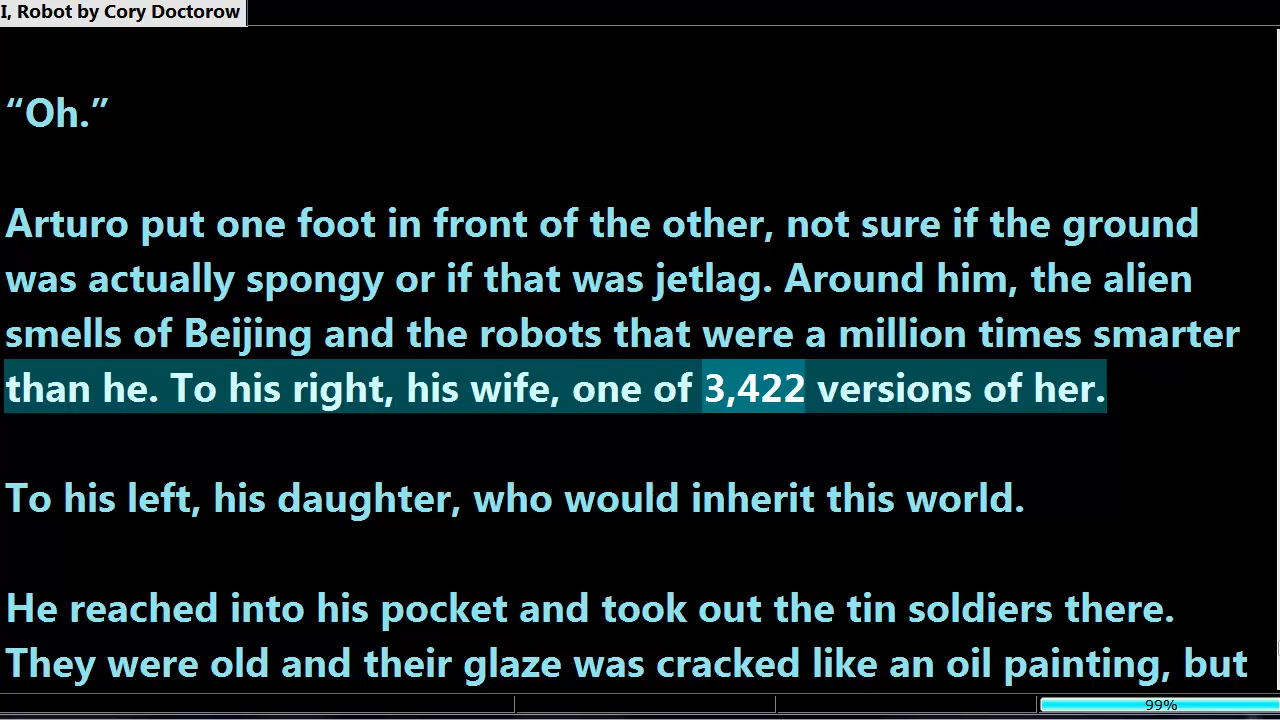 I, Robot by Cory Doctorow
“Oh.”
Arturo put one foot in front of the other, not sure if the ground
was actually spongy or if that was jetlag. Around him, the alien
smells of Beijing and the robots that were a million times smarter
than he. To his right, his wife, one of 3,422 versions of her.
To his left, his daughter, who would inherit this world.
He reached into his pocket and took out the tin soldiers there.
They were old and their glaze was cracked like an oil painting, but
99%